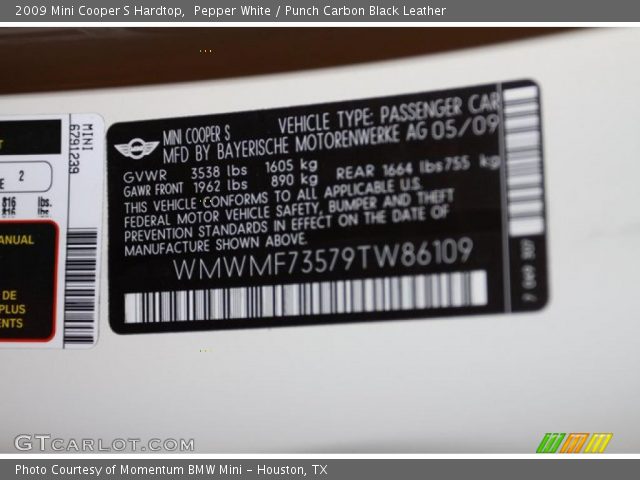 2009 Mini Cooper S Hardtop,  Pepper White / Punch Carbon Black Leather
MINI
6791239
2
816 lbs.
lbs.
ANUAL
DE
PLUS
ENTS
MINI COOPER S VEHICLE TYPE: PASSENGER CAR
MFD BY BAYERISCHE MOTORENWERKE AG 05/09
GVWR 3538 lbs 1605 kg
GAWR FRONT 1962 lbs 890 kg REAR 1664 lbs 755 kg
THIS VEHICLE CONFORMS TO ALL APPLICABLE U.S.
FEDERAL MOTOR VEHICLE SAFETY, BUMPER AND THEFT
PREVENTION STANDARDS IN EFFECT ON THE DATE OF
MANUFACTURE SHOWN ABOVE.
WMWMF73579TW86109
GTCARLOT.COM
Photo Courtesy of Momentum BMW Mini - Houston, TX